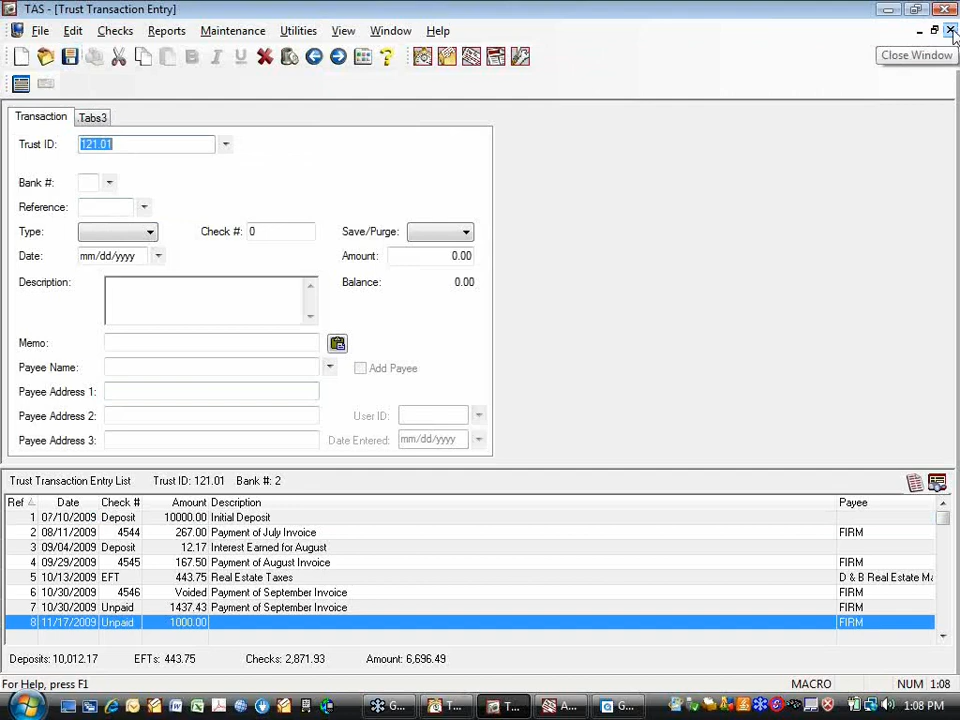 TAS - [Trust Transaction Entry]
File Edit Checks Reports Maintenance Utilities View Window Help
B I U
Close Window
Transaction .Tabs3
Trust ID: 121.01
Bank #:
Reference:
Type: Check #: 0 Save/Purge:
Date: mm/dd/yyyy Amount: 0.00
Description: Balance: 0.00
Memo:
Payee Name: Add Payee
Payee Address 1:
Payee Address 2: User ID:
Payee Address 3: Date Entered: mm/dd/yyyy
Trust Transaction Entry List Trust ID: 121.01 Bank #: 2
Ref Date Check # Amount Description Payee
1 07/10/2009 Deposit 10000.00 Initial Deposit
2 08/11/2009 4544 267.00 Payment of July Invoice FIRM
3 09/04/2009 Deposit 12.17 Interest Earned for August
4 09/29/2009 4545 167.50 Payment of August Invoice FIRM
5 10/13/2009 EFT 443.75 Real Estate Taxes D & B Real Estate Ma
6 10/30/2009 4546 Voided Payment of September Invoice FIRM
7 10/30/2009 Unpaid 1437.43 Payment of September Invoice FIRM
8 11/17/2009 Unpaid 1000.00 FIRM
Deposits: 10,012.17 EFTs: 443.75 Checks: 2,871.93 Amount: 6,696.49
For Help, press F1 MACRO NUM 1:08
G... T... T... A... G... 1:08 PM